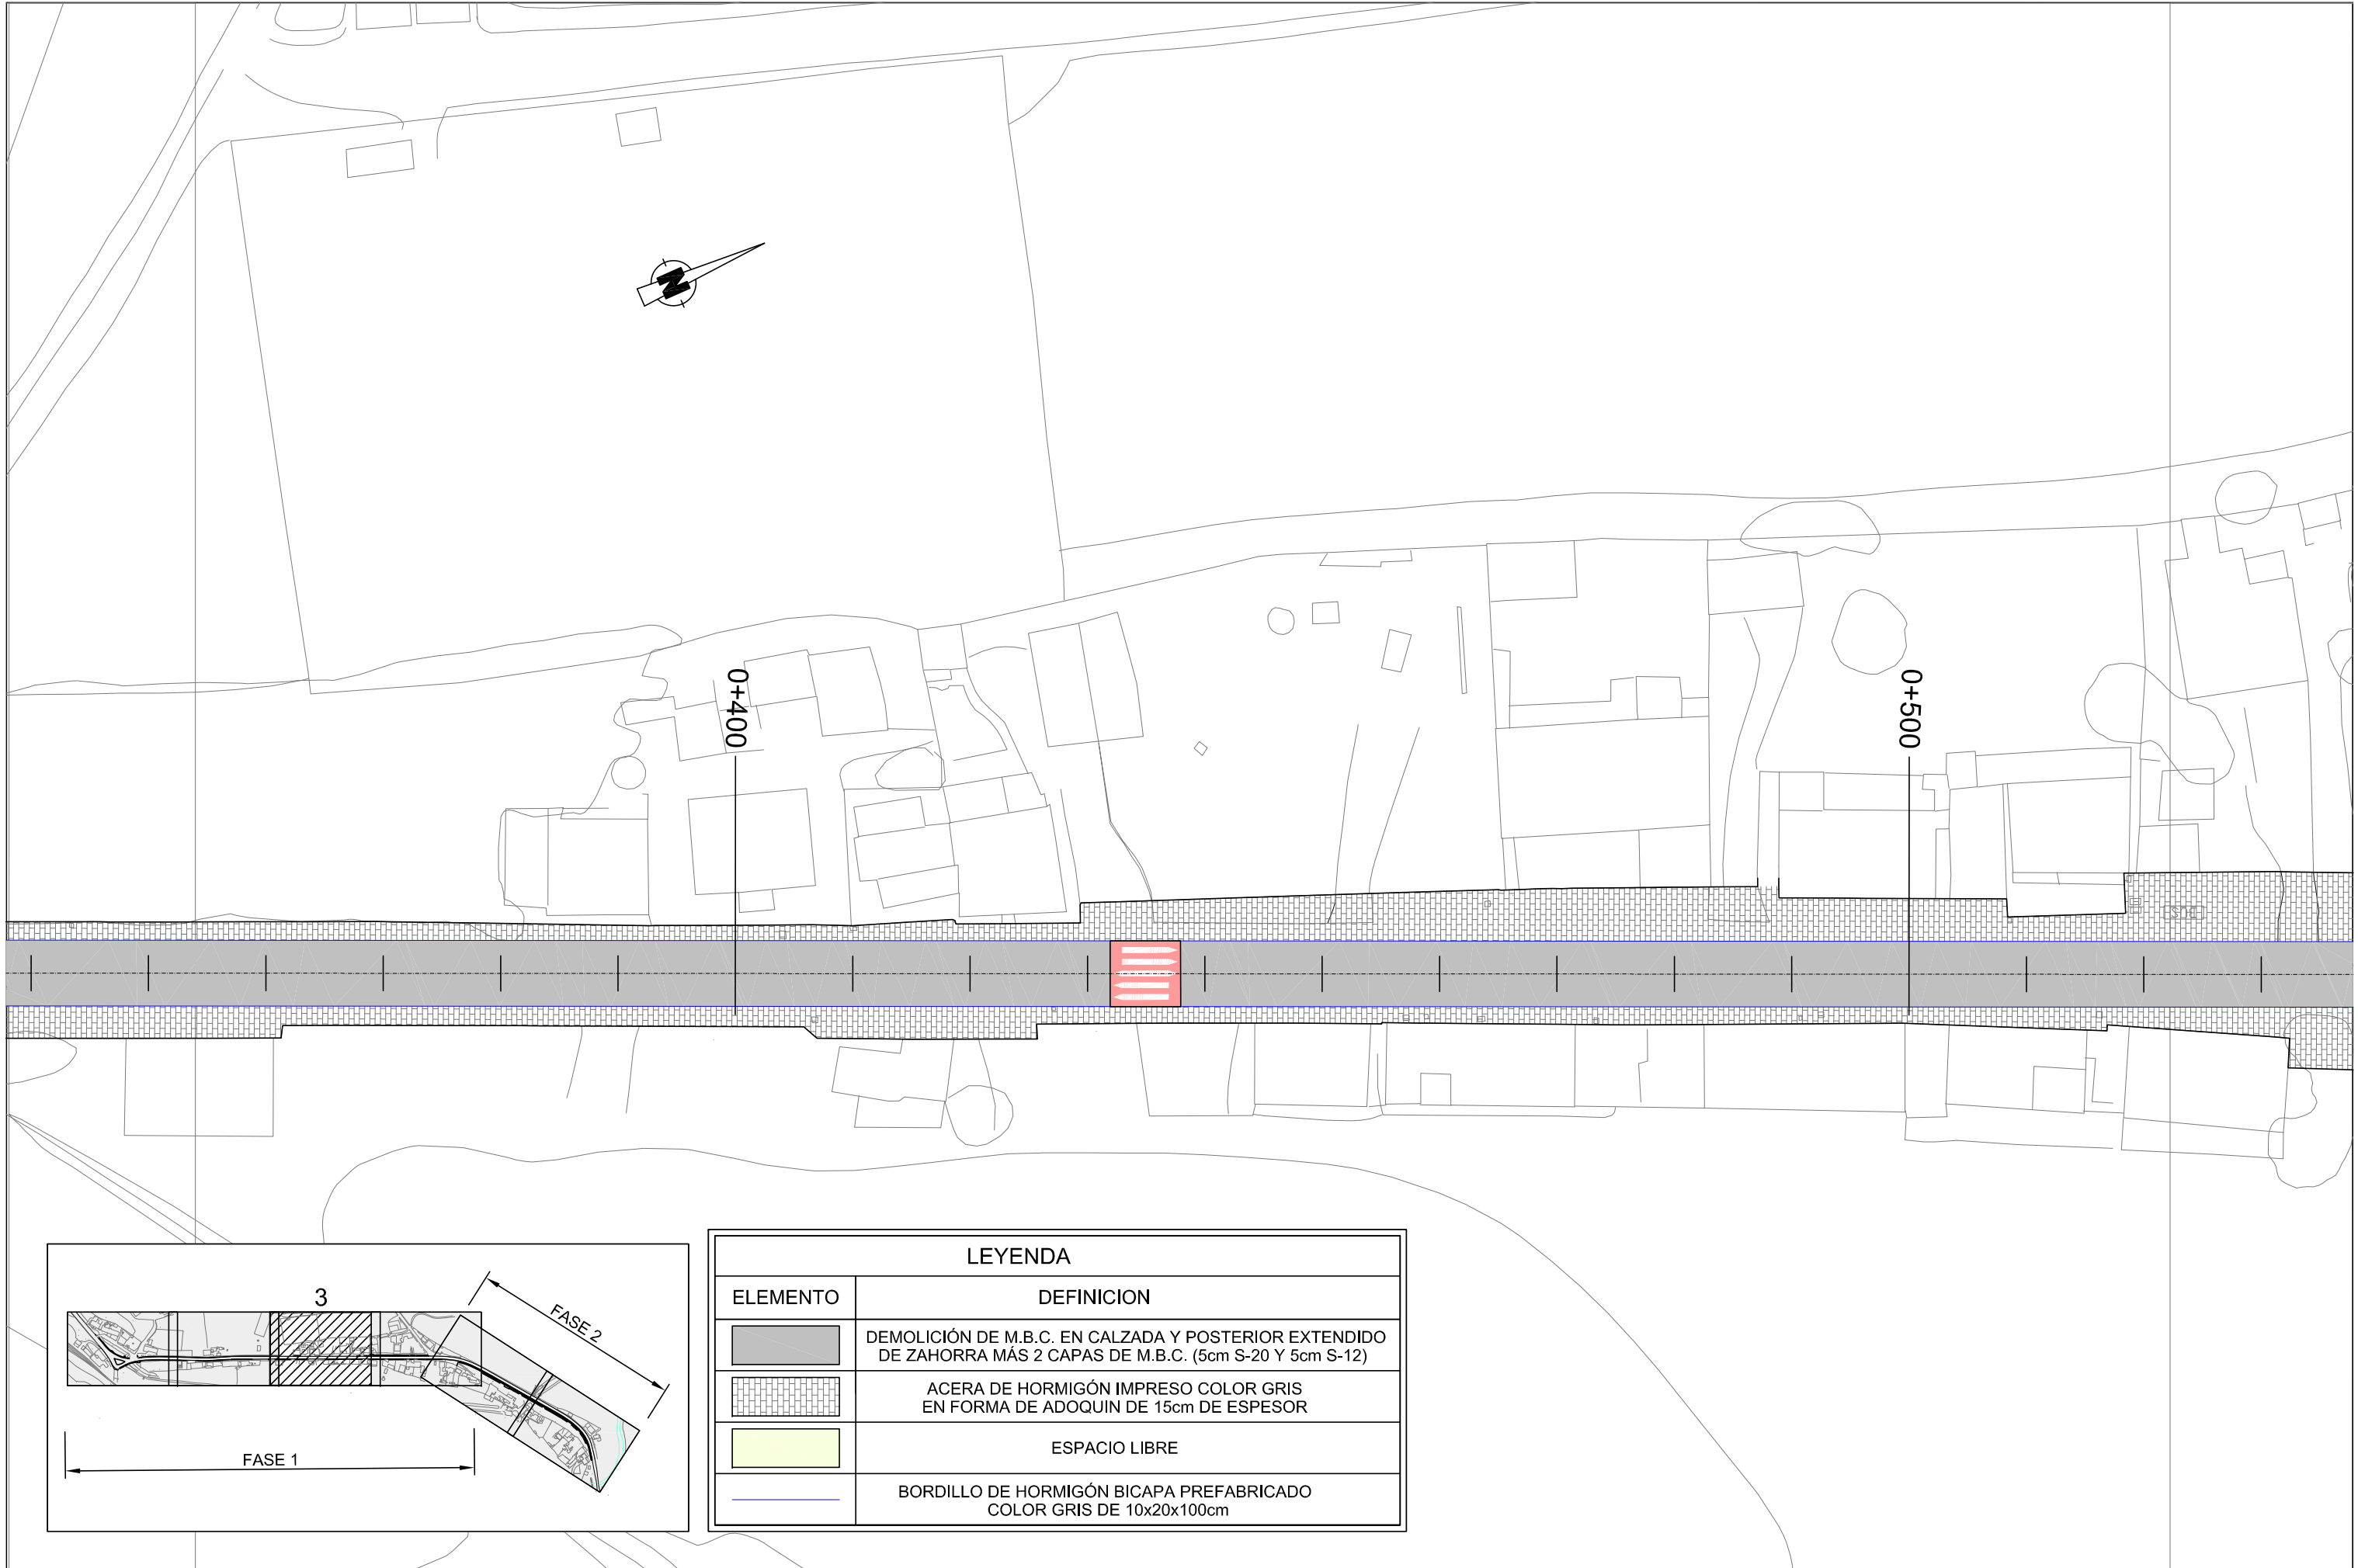 N
0+400
0+500
BUS
3
FASE 2
FASE 1
LEYENDA
ELEMENTO
DEFINICION
DEMOLICIÓN DE M.B.C. EN CALZADA Y POSTERIOR EXTENDIDO
DE ZAHORRA MÁS 2 CAPAS DE M.B.C. (5cm S-20 Y 5cm S-12)
ACERA DE HORMIGÓN IMPRESO COLOR GRIS
EN FORMA DE ADOQUIN DE 15cm DE ESPESOR
ESPACIO LIBRE
BORDILLO DE HORMIGÓN BICAPA PREFABRICADO
COLOR GRIS DE 10x20x100cm